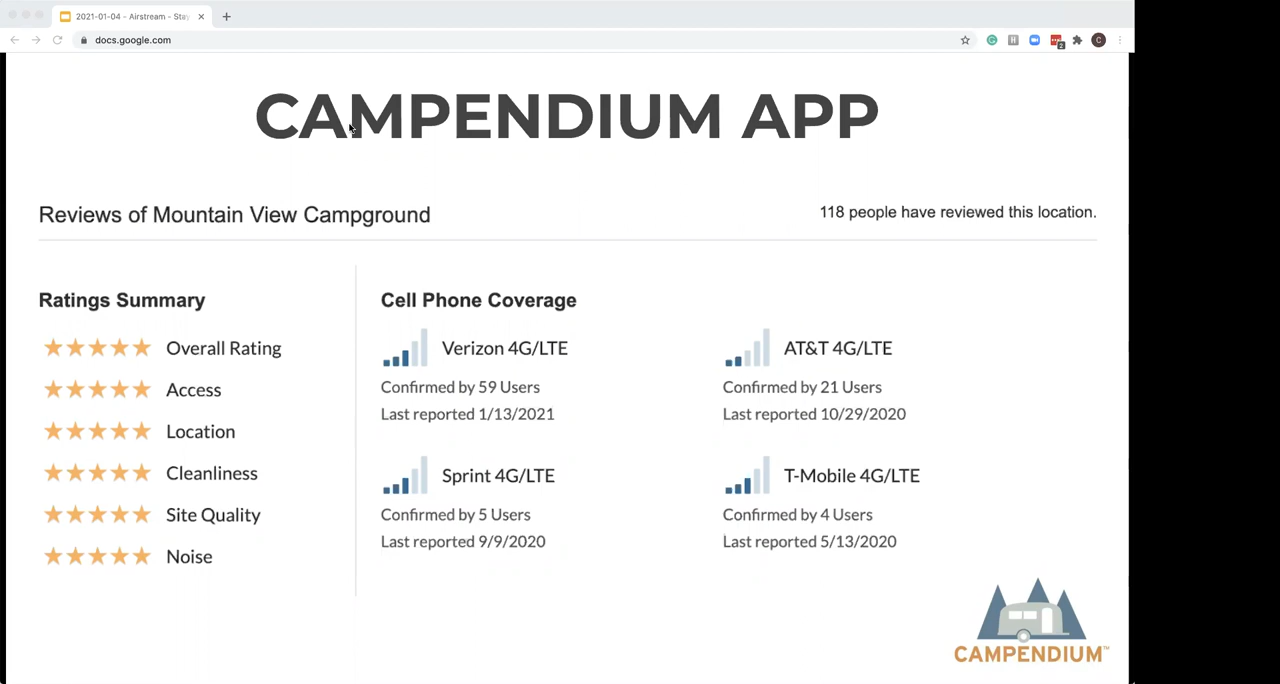 2021-01-04 - Airstream - Stay
docs.google.com
2
C
CAMPENDIUM APP
Reviews of Mountain View Campground
118 people have reviewed this location.
Ratings Summary
Overall Rating
Access
Location
Cleanliness
Site Quality
Noise
Cell Phone Coverage
Verizon 4G/LTE
Confirmed by 59 Users
Last reported 1/13/2021
AT&T 4G/LTE
Confirmed by 21 Users
Last reported 10/29/2020
Sprint 4G/LTE
Confirmed by 5 Users
Last reported 9/9/2020
T-Mobile 4G/LTE
Confirmed by 4 Users
Last reported 5/13/2020
CAMPENDIUM™